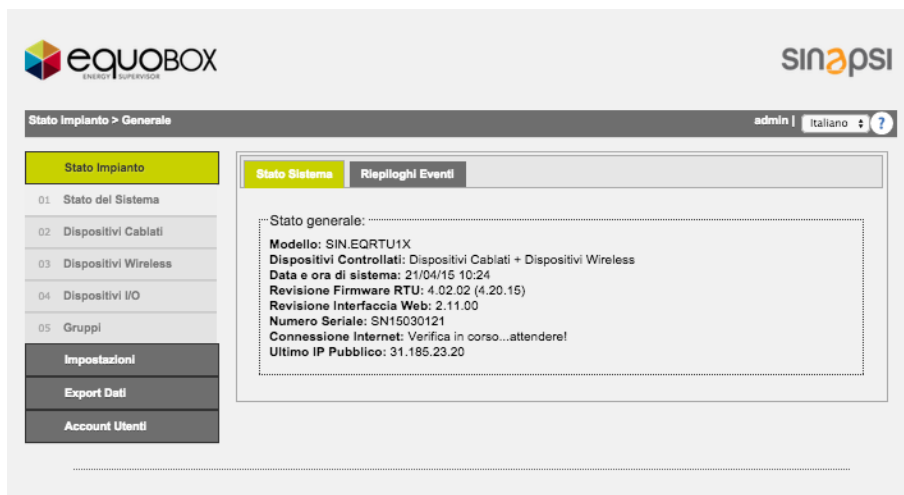 equobox
ENERGY SUPERVISOR
sinapsi
Stato Impianto > Generale
admin | Italiano ?
Stato Impianto
01 Stato del Sistema
02 Dispositivi Cablati
03 Dispositivi Wireless
04 Dispositivi I/O
05 Gruppi
Impostazioni
Export Dati
Account Utenti
Stato Sistema
Riepiloghi Eventi
Stato generale:
Modello: SIN.EQRTU1X
Dispositivi Controllati: Dispositivi Cablati + Dispositivi Wireless
Data e ora di sistema: 21/04/15 10:24
Revisione Firmware RTU: 4.02.02 (4.20.15)
Revisione Interfaccia Web: 2.11.00
Numero Seriale: SN15030121
Connessione Internet: Verifica in corso...attendere!
Ultimo IP Pubblico: 31.185.23.20